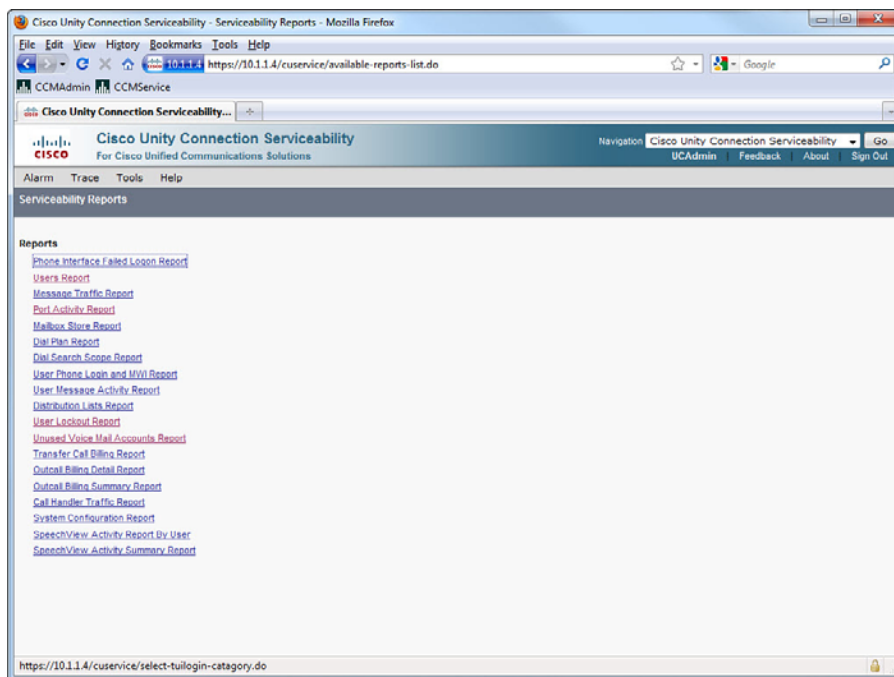 Cisco Unity Connection Serviceability - Serviceability Reports - Mozilla Firefox
File Edit View History Bookmarks Tools Help
10.1.1.4 https://10.1.1.4/cuservice/available-reports-list.do Google
CCMAdmin CCMService
Cisco Unity Connection Serviceability...
CISCO Cisco Unity Connection Serviceability Navigation Cisco Unity Connection Serviceability Go
For Cisco Unified Communications Solutions UCAdmin | Feedback | About | Sign Out
Alarm Trace Tools Help
Serviceability Reports
Reports
Phone Interface Failed Logon Report
Users Report
Message Traffic Report
Port Activity Report
Mailbox Store Report
Dial Plan Report
Dial Search Scope Report
User Phone Login and MWI Report
User Message Activity Report
Distribution Lists Report
User Lockout Report
Unused Voice Mail Accounts Report
Transfer Call Billing Report
Outcall Billing Detail Report
Outcall Billing Summary Report
Call Handler Traffic Report
System Configuration Report
SpeechView Activity Report By User
SpeechView Activity Summary Report
https://10.1.1.4/cuservice/select-tuilogin-catagory.do